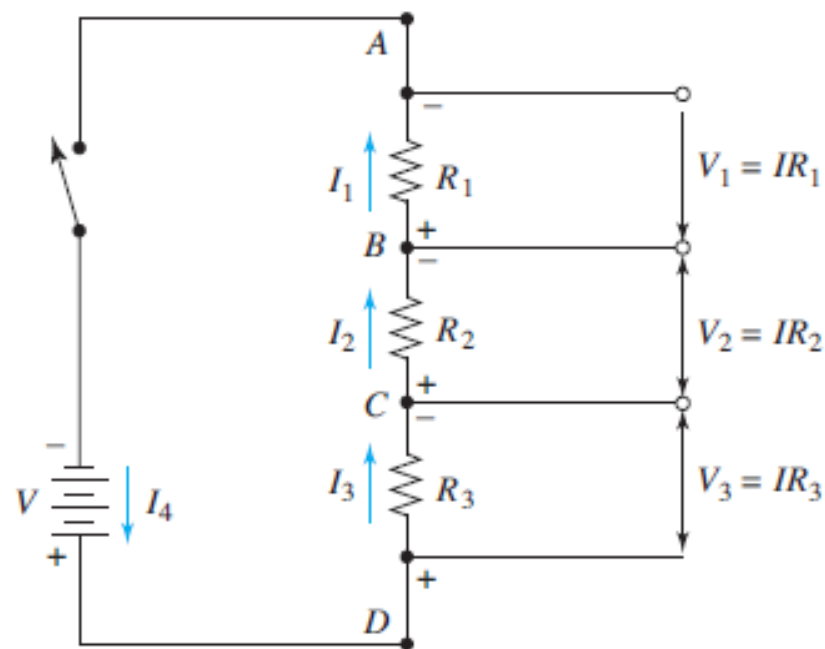 A
−
I₁
R₁
V₁ = IR₁
+
B
−
I₂
R₂
V₂ = IR₂
+
C
−
−
V
I₄
I₃
R₃
V₃ = IR₃
+
+
D